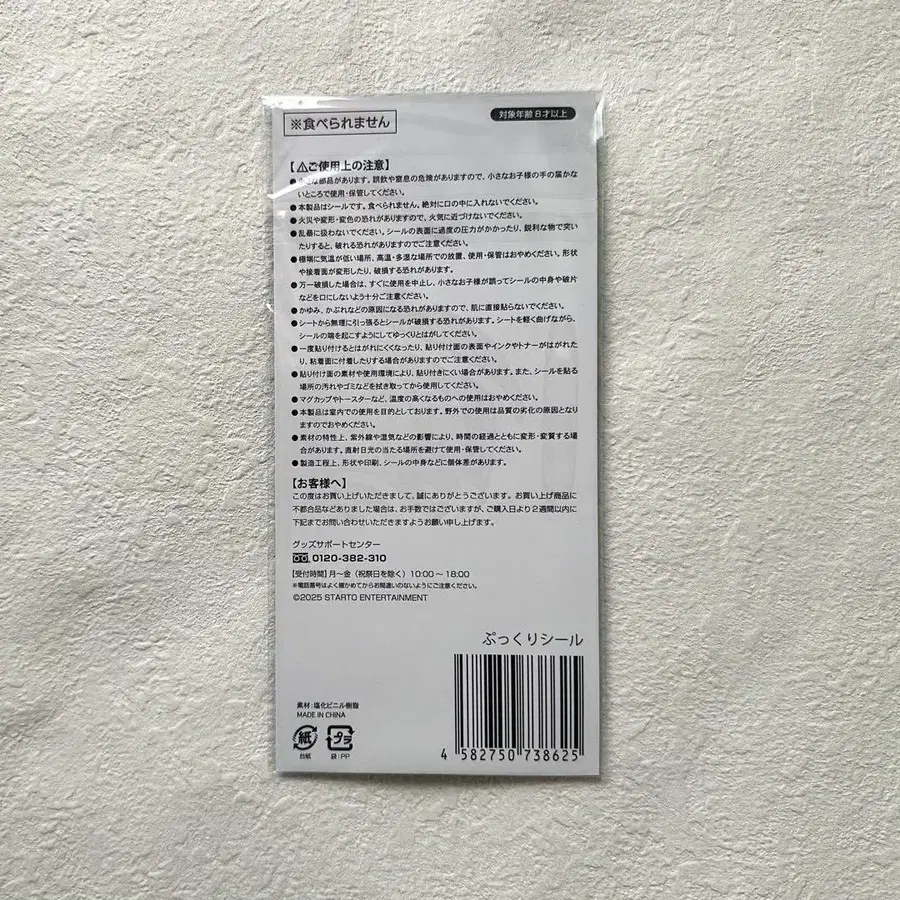 ※食べられません
対象年齢8才以上
【⚠ご使用上の注意】
●小さな部品があります。誤飲や窒息の危険がありますので、小さなお子様の手の届かな
いところで使用・保管してください。
●本製品はシールです。食べられません。絶対に口の中に入れないでください。
●火災や変形・変色の恐れがありますので、火気に近づけないでください。
●乱暴に扱わないでください。シールの表面に過度の圧力がかかったり、鋭利な物で突い
たりすると、破れる恐れがありますのでご注意ください。
●極端に気温が低い場所、高温・多湿な場所での放置、使用・保管はおやめください。形状
や接着面が変形したり、破損する恐れがあります。
●万一破損した場合は、すぐに使用を中止し、小さなお子様が誤ってシールの中身や破片
などを口にしないよう十分ご注意ください。
●かゆみ、かぶれなどの原因になる恐れがありますので、肌に直接貼らないでください。
●シートから無理に引っ張るとシールが破損する恐れがあります。シートを軽く曲げながら、
シールの端を起こすようにしてゆっくりとはがしてください。
●一度貼り付けるとはがれにくくなったり、貼り付け面の表面やインクやトナーがはがれ
たり、粘着面に付着したりする場合がありますのでご注意ください。
●貼り付け面の素材や使用環境により、貼り付きにくい場合があります。また、シールを貼る
場所の汚れやゴミなどを拭き取ってから使用してください。
●マグカップやトースターなど、温度の高くなるものへの使用はおやめください。
●本製品は室内での使用を目的としております。野外での使用は品質の劣化の原因となり
ますのでおやめください。
●素材の特性上、紫外線や湿気などの影響により、時間の経過とともに変形・変質する場
合があります。直射日光の当たる場所を避けて使用・保管してください。
●製造工程上、形状や印刷、シールの中身などに個体差があります。
【お客様へ】
この度はお買い上げいただきまして、誠にありがとうございます。お買い上げ商品に
不都合品などありました場合は、お手数ではございますが、ご購入日より2週間以内に
下記までお問い合わせいただきますようお願い申し上げます。
グッズサポートセンター
0120-382-310
【受付時間】月～金（祝祭日を除く）10:00～18:00
※電話番号はよく確かめてからお間違いのないようにご注意ください。
©2025 STARTO ENTERTAINMENT
ぷっくりシール
素材：塩化ビニル樹脂
MADE IN CHINA
紙 プラ
台紙 袋：PP
4 582750 738625